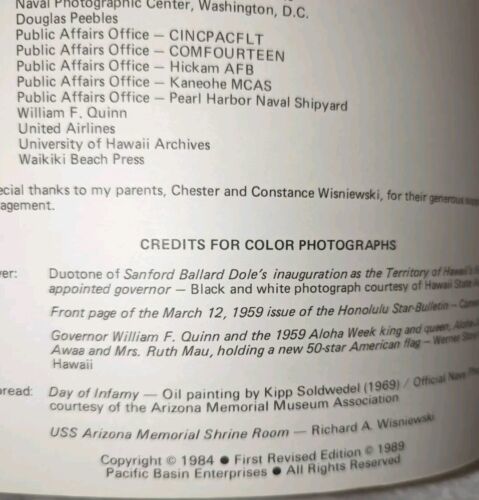 Naval Photographic Center, Washington, D.C.
Douglas Peebles
Public Affairs Office — CINCPACFLT
Public Affairs Office — COMFOURTEEN
Public Affairs Office — Hickam AFB
Public Affairs Office — Kaneohe MCAS
Public Affairs Office — Pearl Harbor Naval Shipyard
William F. Quinn
United Airlines
University of Hawaii Archives
Waikiki Beach Press
ecial thanks to my parents, Chester and Constance Wisniewski, for their generous
agement.
CREDITS FOR COLOR PHOTOGRAPHS
ver: Duotone of Sanford Ballard Dole's inauguration as the Territory of Hawaii's
appointed governor — Black and white photograph courtesy of Hawaii State
Front page of the March 12, 1959 issue of the Honolulu Star-Bulletin —
Governor William F. Quinn and the 1959 Aloha Week king and queen,
Awaa and Mrs. Ruth Mau, holding a new 50-star American flag — Werner
Hawaii
read: Day of Infamy — Oil painting by Kipp Soldwedel (1969) / Official Navy
courtesy of the Arizona Memorial Museum Association
USS Arizona Memorial Shrine Room — Richard A. Wisniewski
Copyright © 1984 ● First Revised Edition © 1989
Pacific Basin Enterprises ● All Rights Reserved